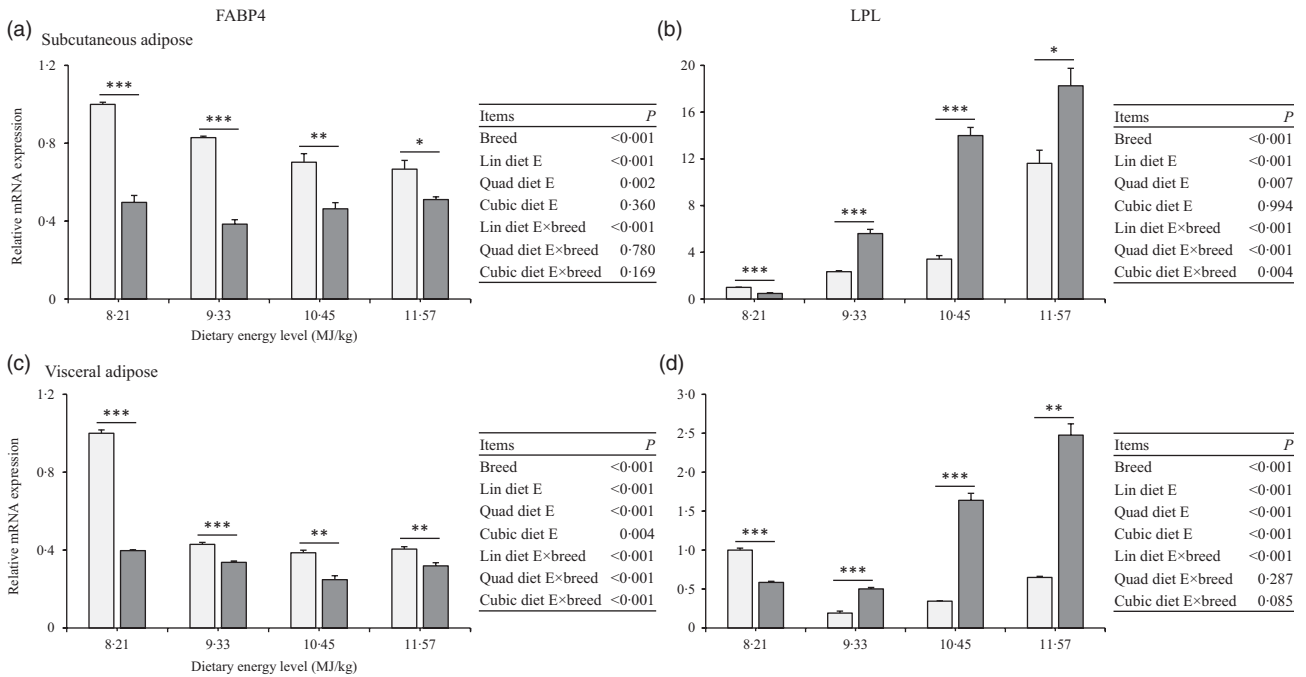 FABP4
LPL
(a)
Subcutaneous adipose
1·2
0·8
0·4
0
Relative mRNA expression
***
***
**
*
8·21
9·33
10·45
11·57
Dietary energy level (MJ/kg)
Items P
Breed <0·001
Lin diet E <0·001
Quad diet E 0·002
Cubic diet E 0·360
Lin diet E×breed <0·001
Quad diet E×breed 0·780
Cubic diet E×breed 0·169
(b)
20
16
12
8
4
0
***
***
***
*
8·21
9·33
10·45
11·57
Items P
Breed <0·001
Lin diet E <0·001
Quad diet E 0·007
Cubic diet E 0·994
Lin diet E×breed <0·001
Quad diet E×breed <0·001
Cubic diet E×breed 0·004
(c)
Visceral adipose
1·2
0·8
0·4
0
Relative mRNA expression
***
***
**
**
8·21
9·33
10·45
11·57
Dietary energy level (MJ/kg)
Items P
Breed <0·001
Lin diet E <0·001
Quad diet E <0·001
Cubic diet E 0·004
Lin diet E×breed <0·001
Quad diet E×breed <0·001
Cubic diet E×breed <0·001
(d)
3·0
2·5
2·0
1·5
1·0
0·5
0
***
***
***
**
8·21
9·33
10·45
11·57
Items P
Breed <0·001
Lin diet E <0·001
Quad diet E <0·001
Cubic diet E <0·001
Lin diet E×breed <0·001
Quad diet E×breed 0·287
Cubic diet E×breed 0·085